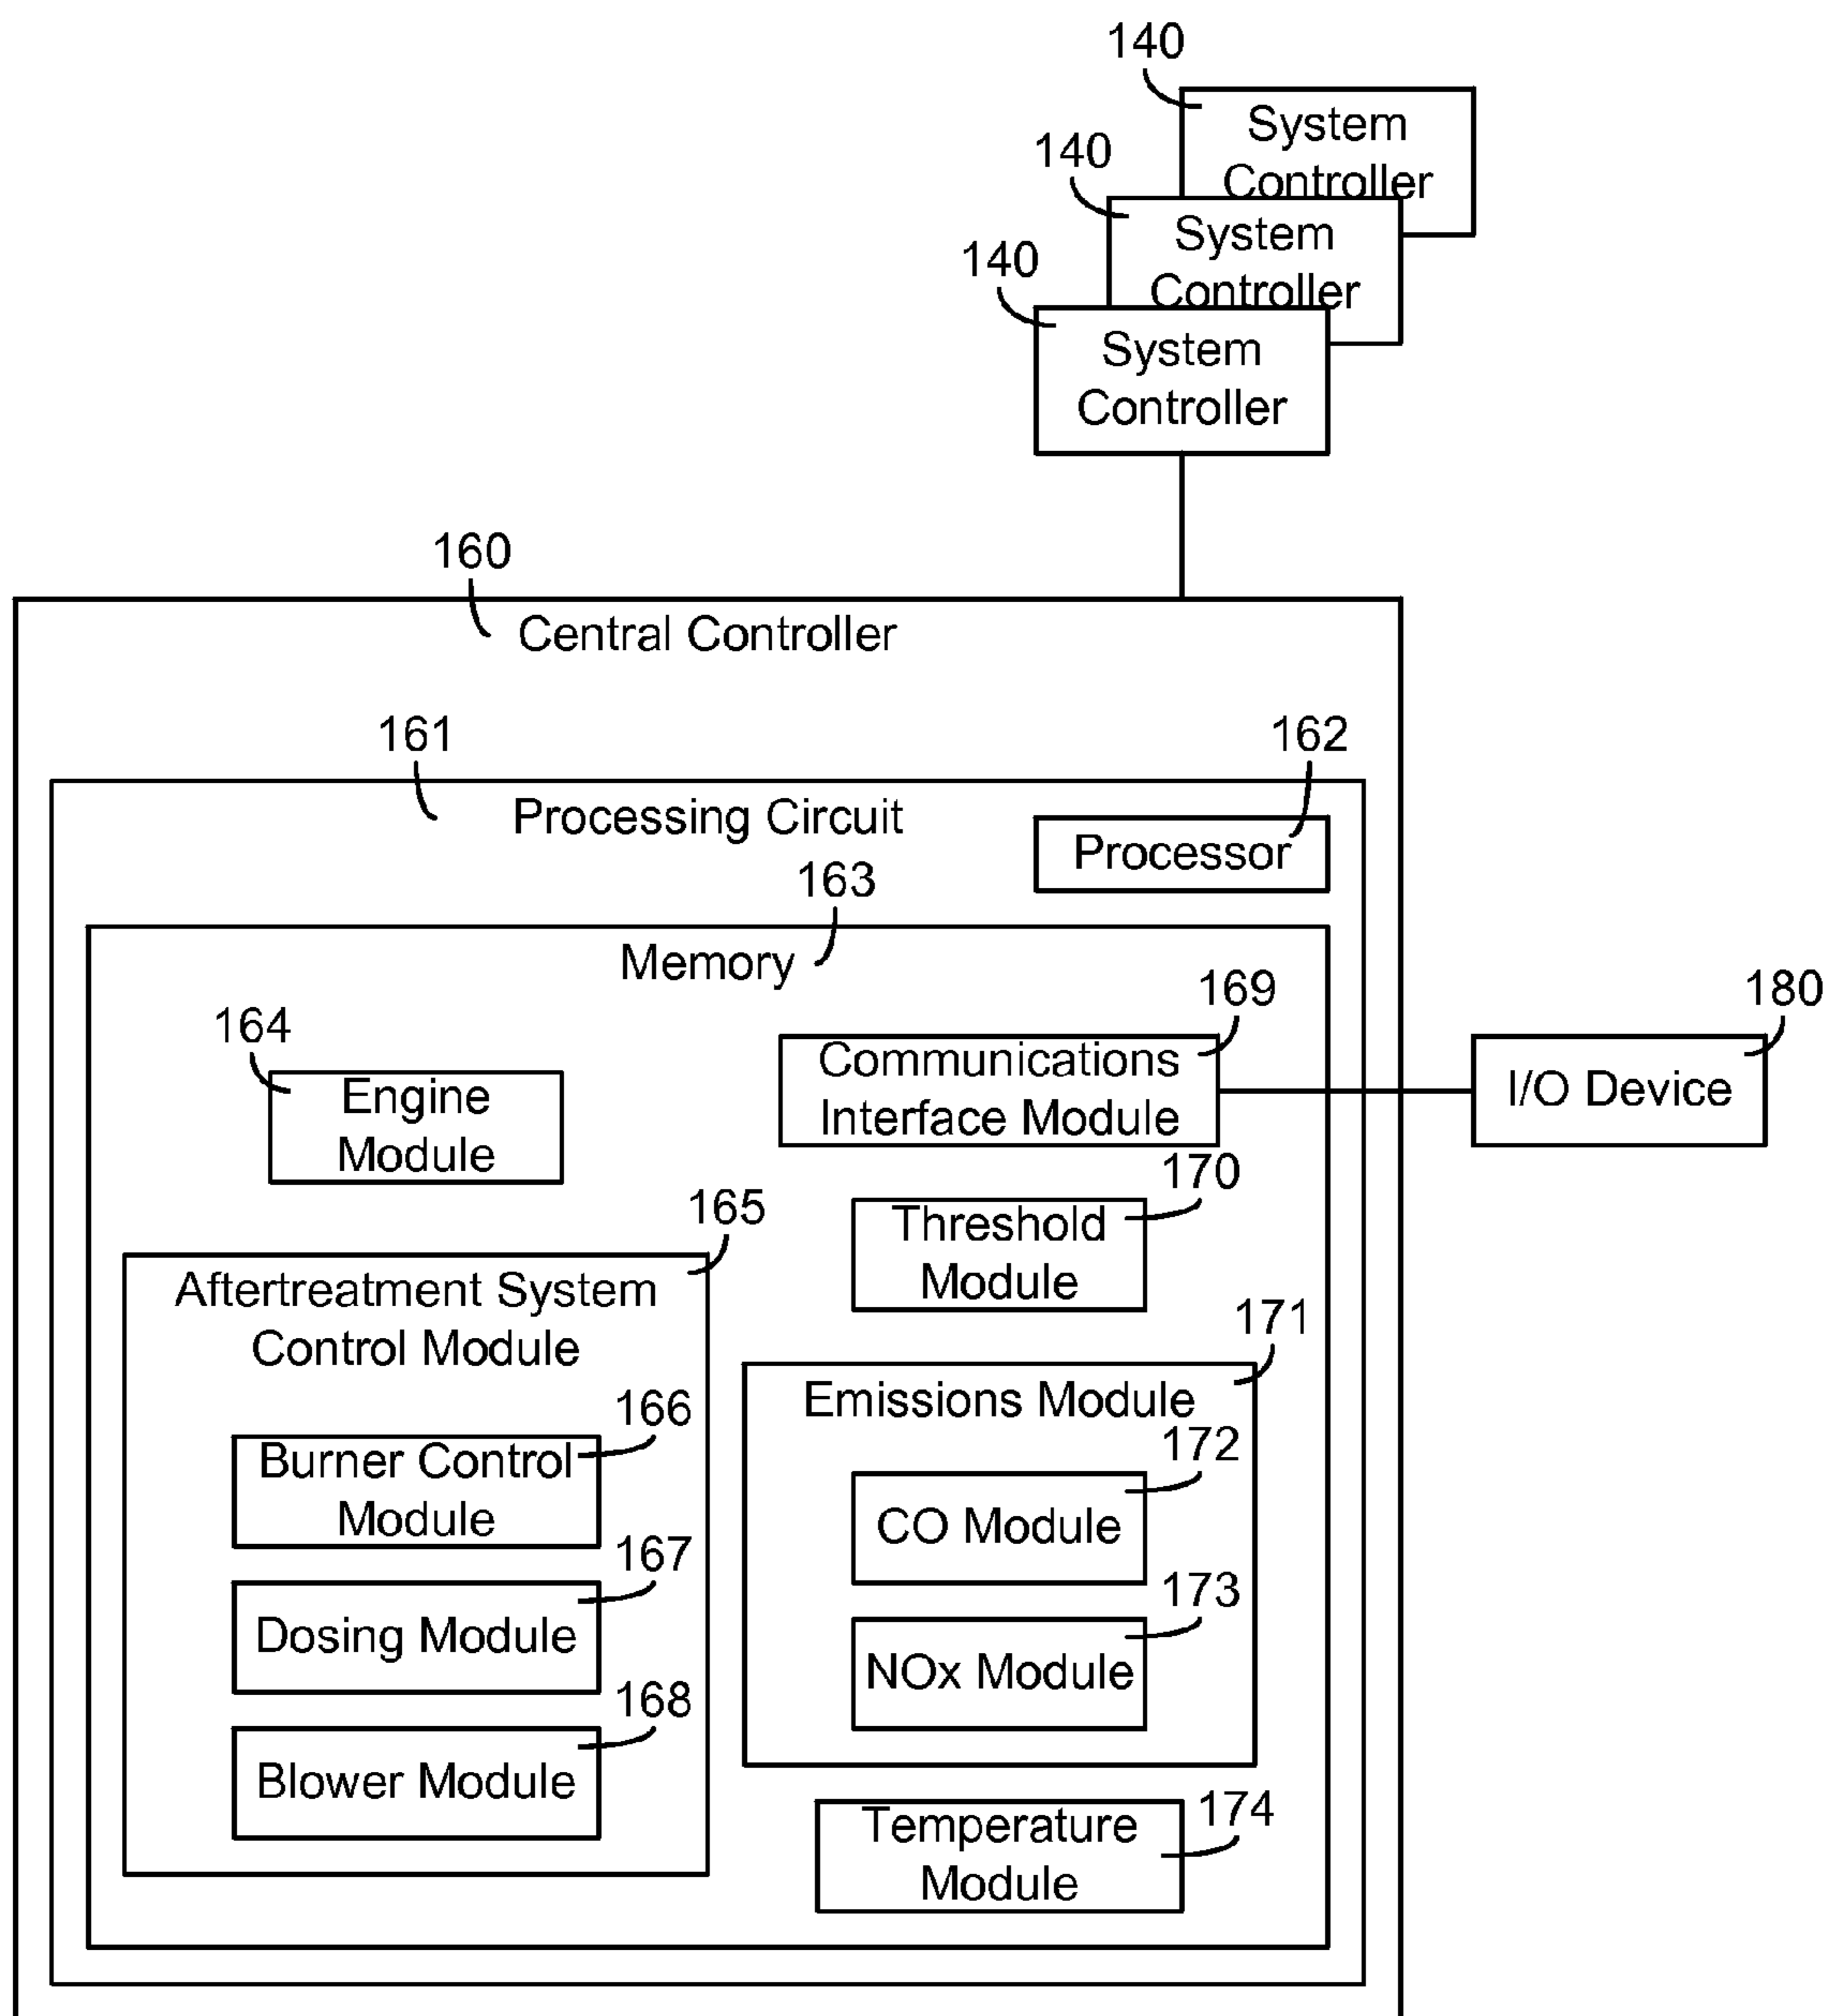 140
System
Controller
140
System
Controller
140
System
Controller
160
Central Controller
161
162
Processing Circuit
Processor
163
Memory
169
180
164
Communications
Interface Module
I/O Device
Engine
Module
170
Threshold
Module
165
Aftertreatment System
Control Module
171
Emissions Module
166
Burner Control
Module
172
CO Module
167
Dosing Module
173
NOx Module
168
Blower Module
174
Temperature
Module